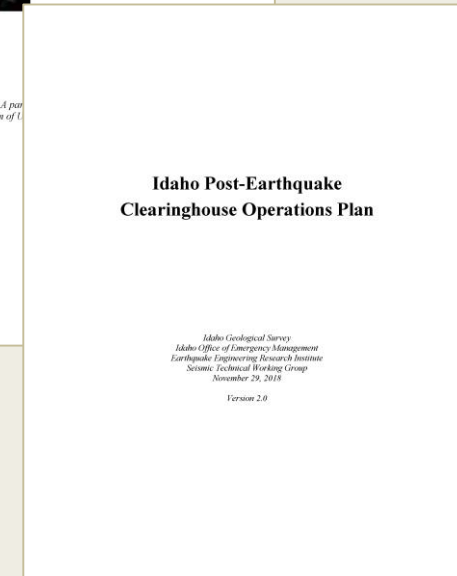 A par
n of U
Idaho Post-Earthquake
Clearinghouse Operations Plan
Idaho Geological Survey
Idaho Office of Emergency Management
Earthquake Engineering Research Institute
Seismic Technical Working Group
November 29, 2018
Version 2.0